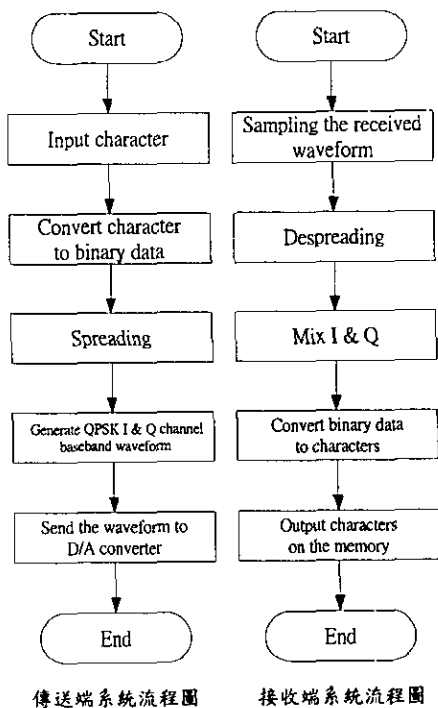 Start
Input character
Convert character
to binary data
Spreading
Generate QPSK I & Q channel
baseband waveform
Send the waveform to
D/A converter
End
傳送端系統流程圖
Start
Sampling the received
waveform
Despreading
Mix I & Q
Convert binary data
to characters
Output characters
on the memory
End
接收端系統流程圖